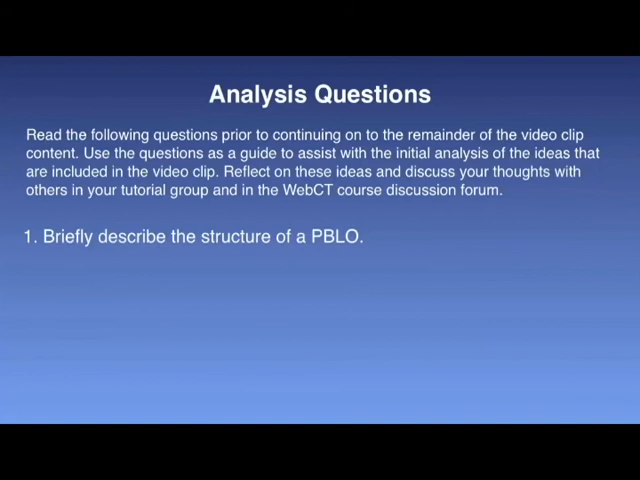 Analysis Questions
Read the following questions prior to continuing on to the remainder of the video clip
content. Use the questions as a guide to assist with the initial analysis of the ideas that
are included in the video clip. Reflect on these ideas and discuss your thoughts with
others in your tutorial group and in the WebCT course discussion forum.
1. Briefly describe the structure of a PBLO.